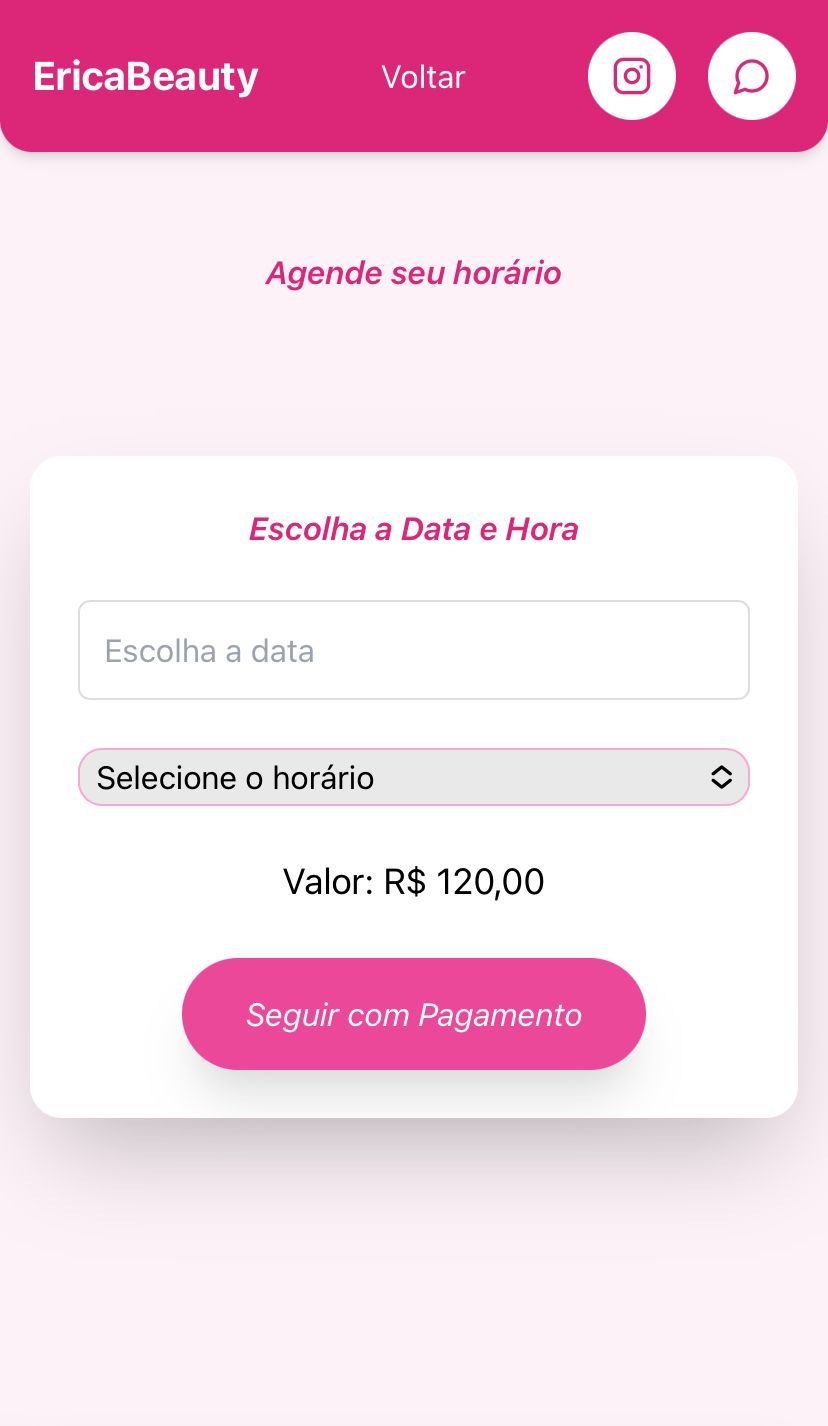 EricaBeauty
Voltar
Agende seu horário
Escolha a Data e Hora
Escolha a data
Selecione o horário
Valor: R$ 120,00
Seguir com Pagamento